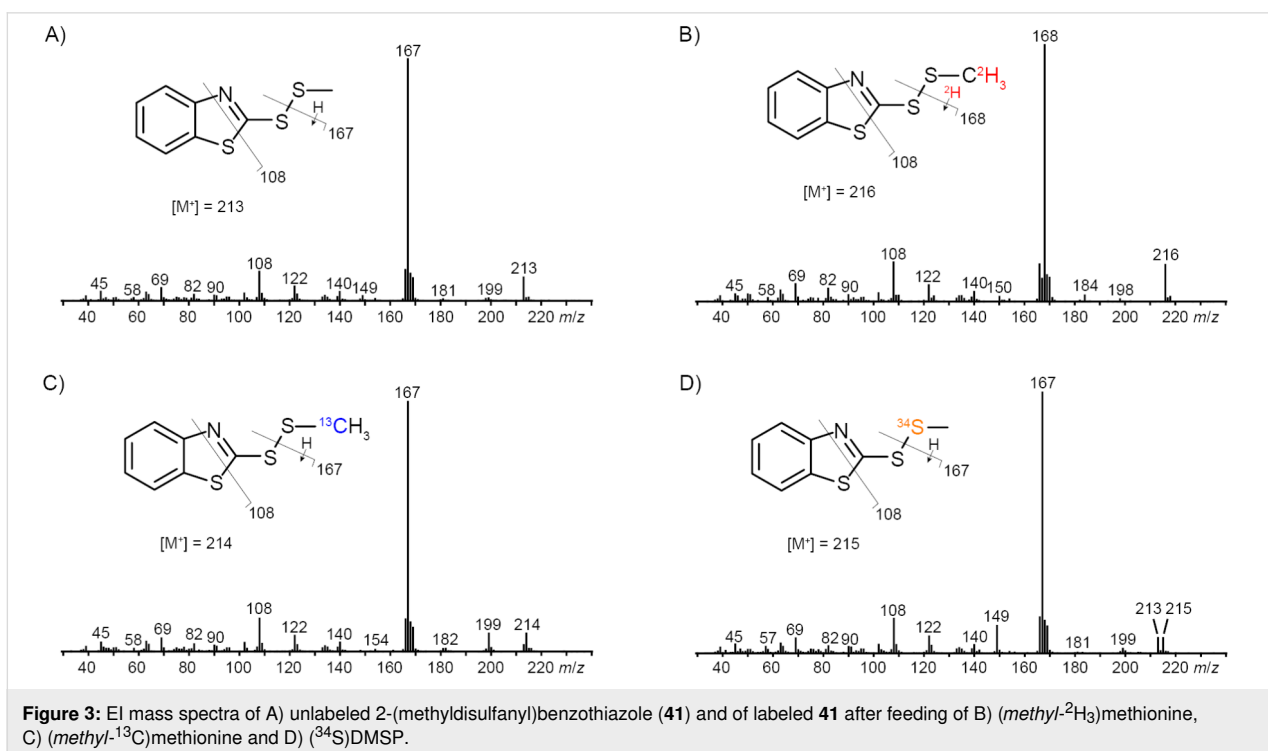 A)
167
N
S
H
S
167
S
108
[M⁺] = 213
45
58
69
82
90
108
122
140
149
181
199
213
40 60 80 100 120 140 160 180 200 220 m/z
B)
168
N
S
C²H₃
²H
S
168
S
108
[M⁺] = 216
45
58
69
82
90
108
122
140
150
184
198
216
40 60 80 100 120 140 160 180 200 220 m/z
C)
167
N
S
¹³CH₃
H
S
167
S
108
[M⁺] = 214
45
58
69
82
90
108
122
140
154
182
199
214
40 60 80 100 120 140 160 180 200 220 m/z
D)
167
N
³⁴S
H
S
167
S
108
[M⁺] = 215
45
57
69
82
90
108
122
140
149
181
199
213 215
40 60 80 100 120 140 160 180 200 220 m/z
Figure 3: EI mass spectra of A) unlabeled 2-(methyldisulfanyl)benzothiazole (41) and of labeled 41 after feeding of B) (methyl-²H₃)methionine,
C) (methyl-¹³C)methionine and D) (³⁴S)DMSP.